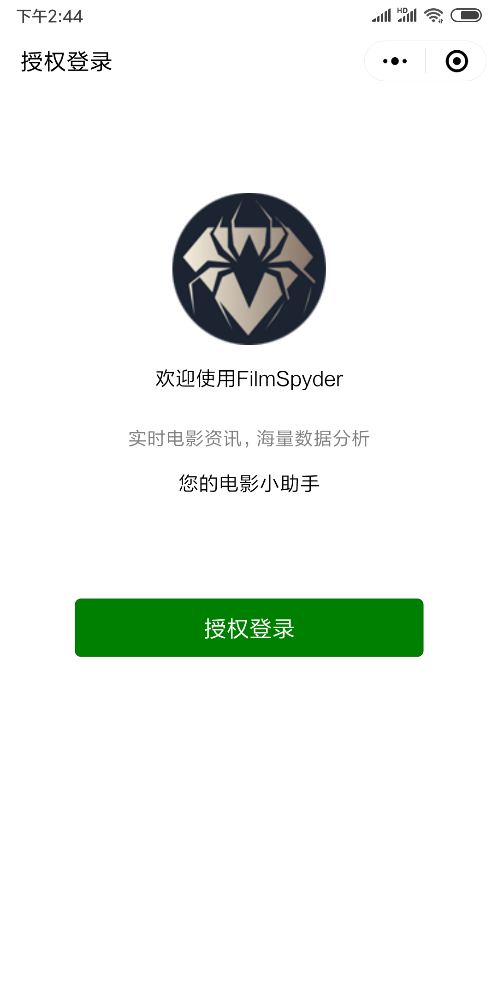 下午2:44
HD
授权登录
欢迎使用FilmSpyder
实时电影资讯，海量数据分析
您的电影小助手
授权登录